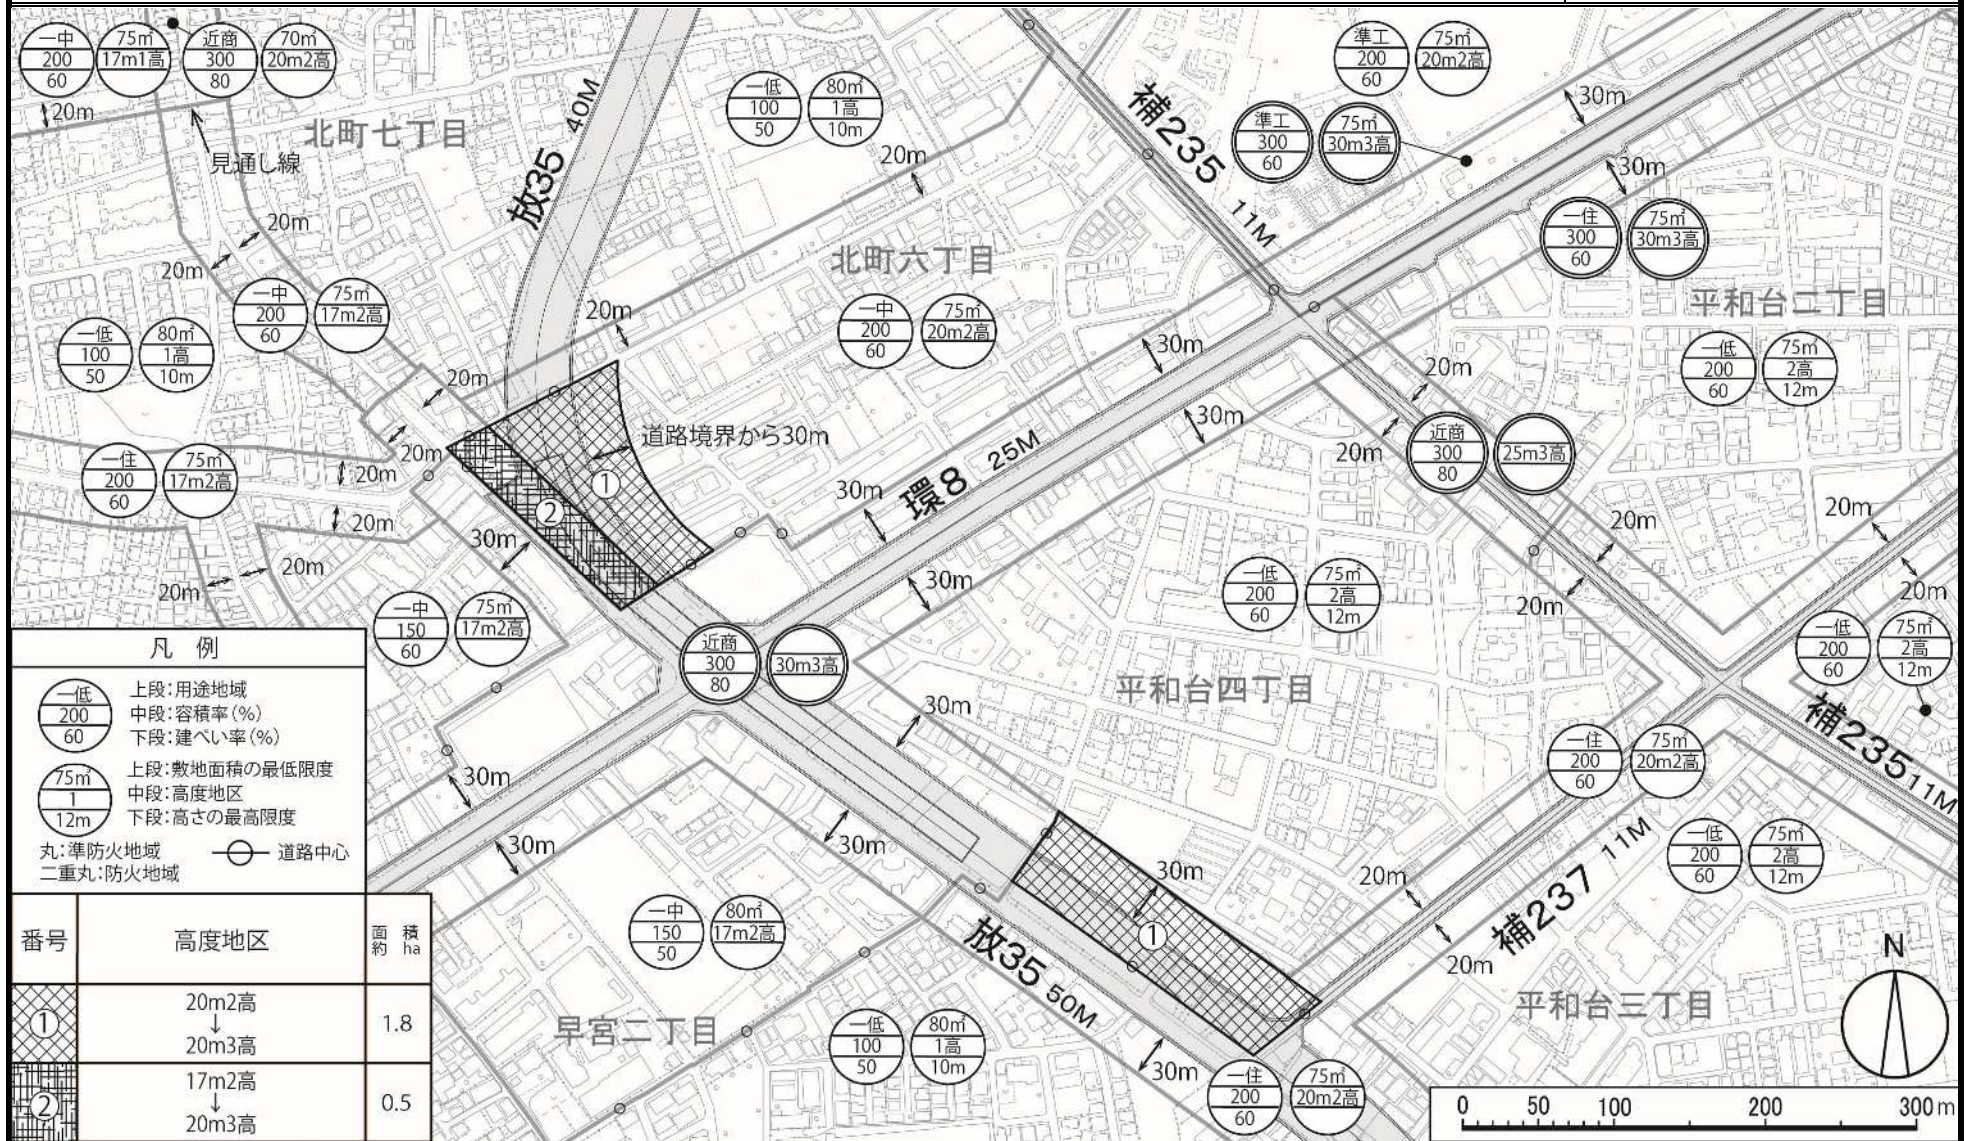 一中
200
60
75㎡
17m1高
近商
300
80
70㎡
20m2高
20m
見通し線
北町七丁目
放35
40M
一低
100
50
80㎡
1高
10m
20m
補235
11M
準工
200
60
75㎡
20m2高
準工
300
60
75㎡
30m3高
30m
30m
一住
300
60
75㎡
30m3高
20m
20m
一中
200
60
75㎡
17m2高
一低
100
50
80㎡
1高
10m
20m
北町六丁目
一中
200
60
75㎡
20m2高
30m
30m
平和台二丁目
一低
200
60
75㎡
2高
12m
20m
20m
近商
300
80
25m3高
20m
20m
道路境界から30m
①
②
一住
200
60
75㎡
17m2高
20m
20m
20m
20m
30m
30m
環8
25M
30m
20m
20m
20m
20m
一中
150
60
75㎡
17m2高
近商
300
80
30m3高
一低
200
60
75㎡
2高
12m
平和台四丁目
30m
一低
200
60
75㎡
2高
12m
補235
11M
一住
200
60
75㎡
20m2高
30m
30m
30m
30m
①
20m
20m
補237
11M
一低
200
60
75㎡
2高
12m
一中
150
50
80㎡
17m2高
放35
50M
早宮二丁目
一低
100
50
80㎡
1高
10m
30m
一住
200
60
75㎡
20m2高
平和台三丁目
N
0 50 100 200 300m
凡 例
一低
200
60
上段：用途地域
中段：容積率(%)
下段：建ぺい率(%)
75㎡
1
12m
上段：敷地面積の最低限度
中段：高度地区
下段：高さの最高限度
丸：準防火地域
二重丸：防火地域
道路中心
番号 高度地区 面積 約ha
① 20m2高
↓
20m3高
1.8
② 17m2高
↓
20m3高
0.5